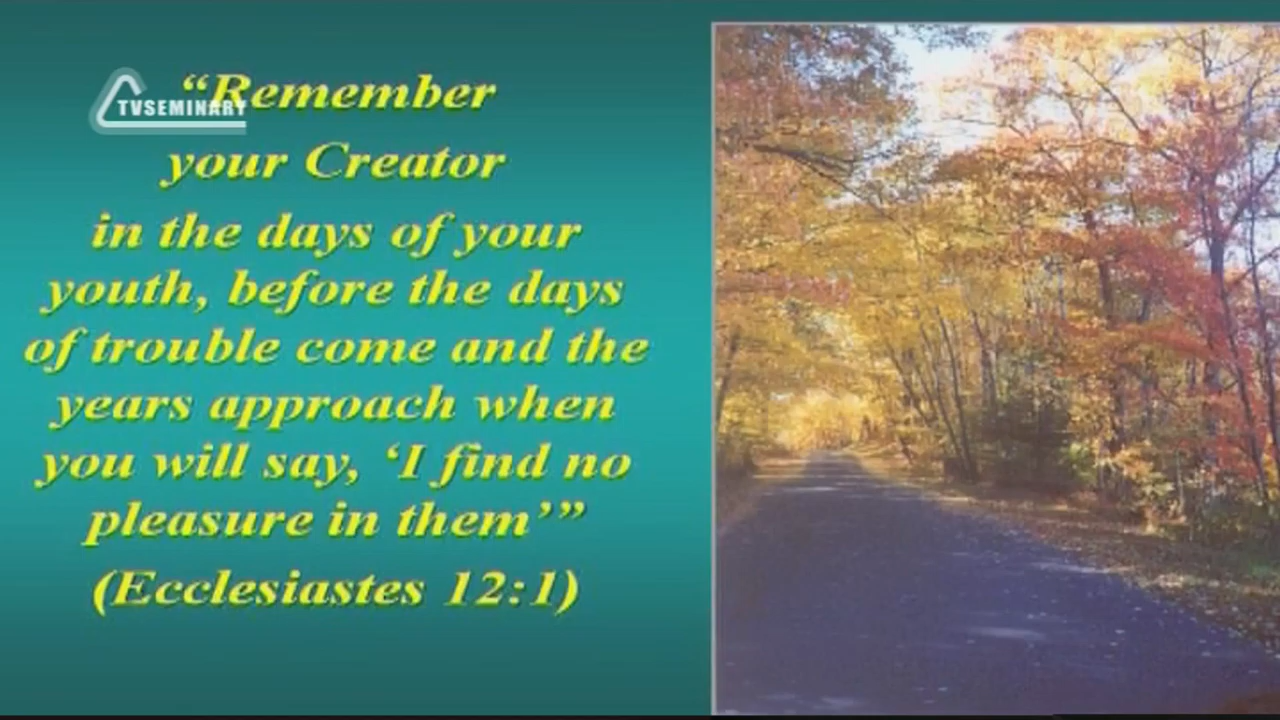 TVSEMINARY
“Remember
your Creator
in the days of your
youth, before the days
of trouble come and the
years approach when
you will say, ‘I find no
pleasure in them’”
(Ecclesiastes 12:1)